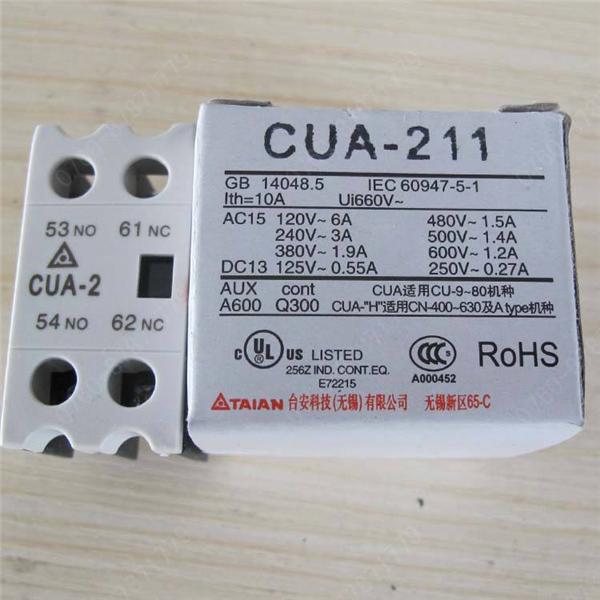 53 NO 61 NC
CUA-2
54 NO 62 NC
CUA-211
GB 14048.5 IEC 60947-5-1
Ith=10A Ui660V~
AC15 120V~ 6A 480V~ 1.5A
240V~ 3A 500V~ 1.4A
380V~ 1.9A 600V~ 1.2A
DC13 125V~ 0.55A 250V~ 0.27A
AUX cont CUA适用CU-9~80机种
A600 Q300 CUA-"H"适用CN-400~630及A type机种
C UL US LISTED
256Z IND. CONT. EQ.
E72215
CCC
A000452
RoHS
TAIAN 台安科技(无锡)有限公司 无锡新区65-C